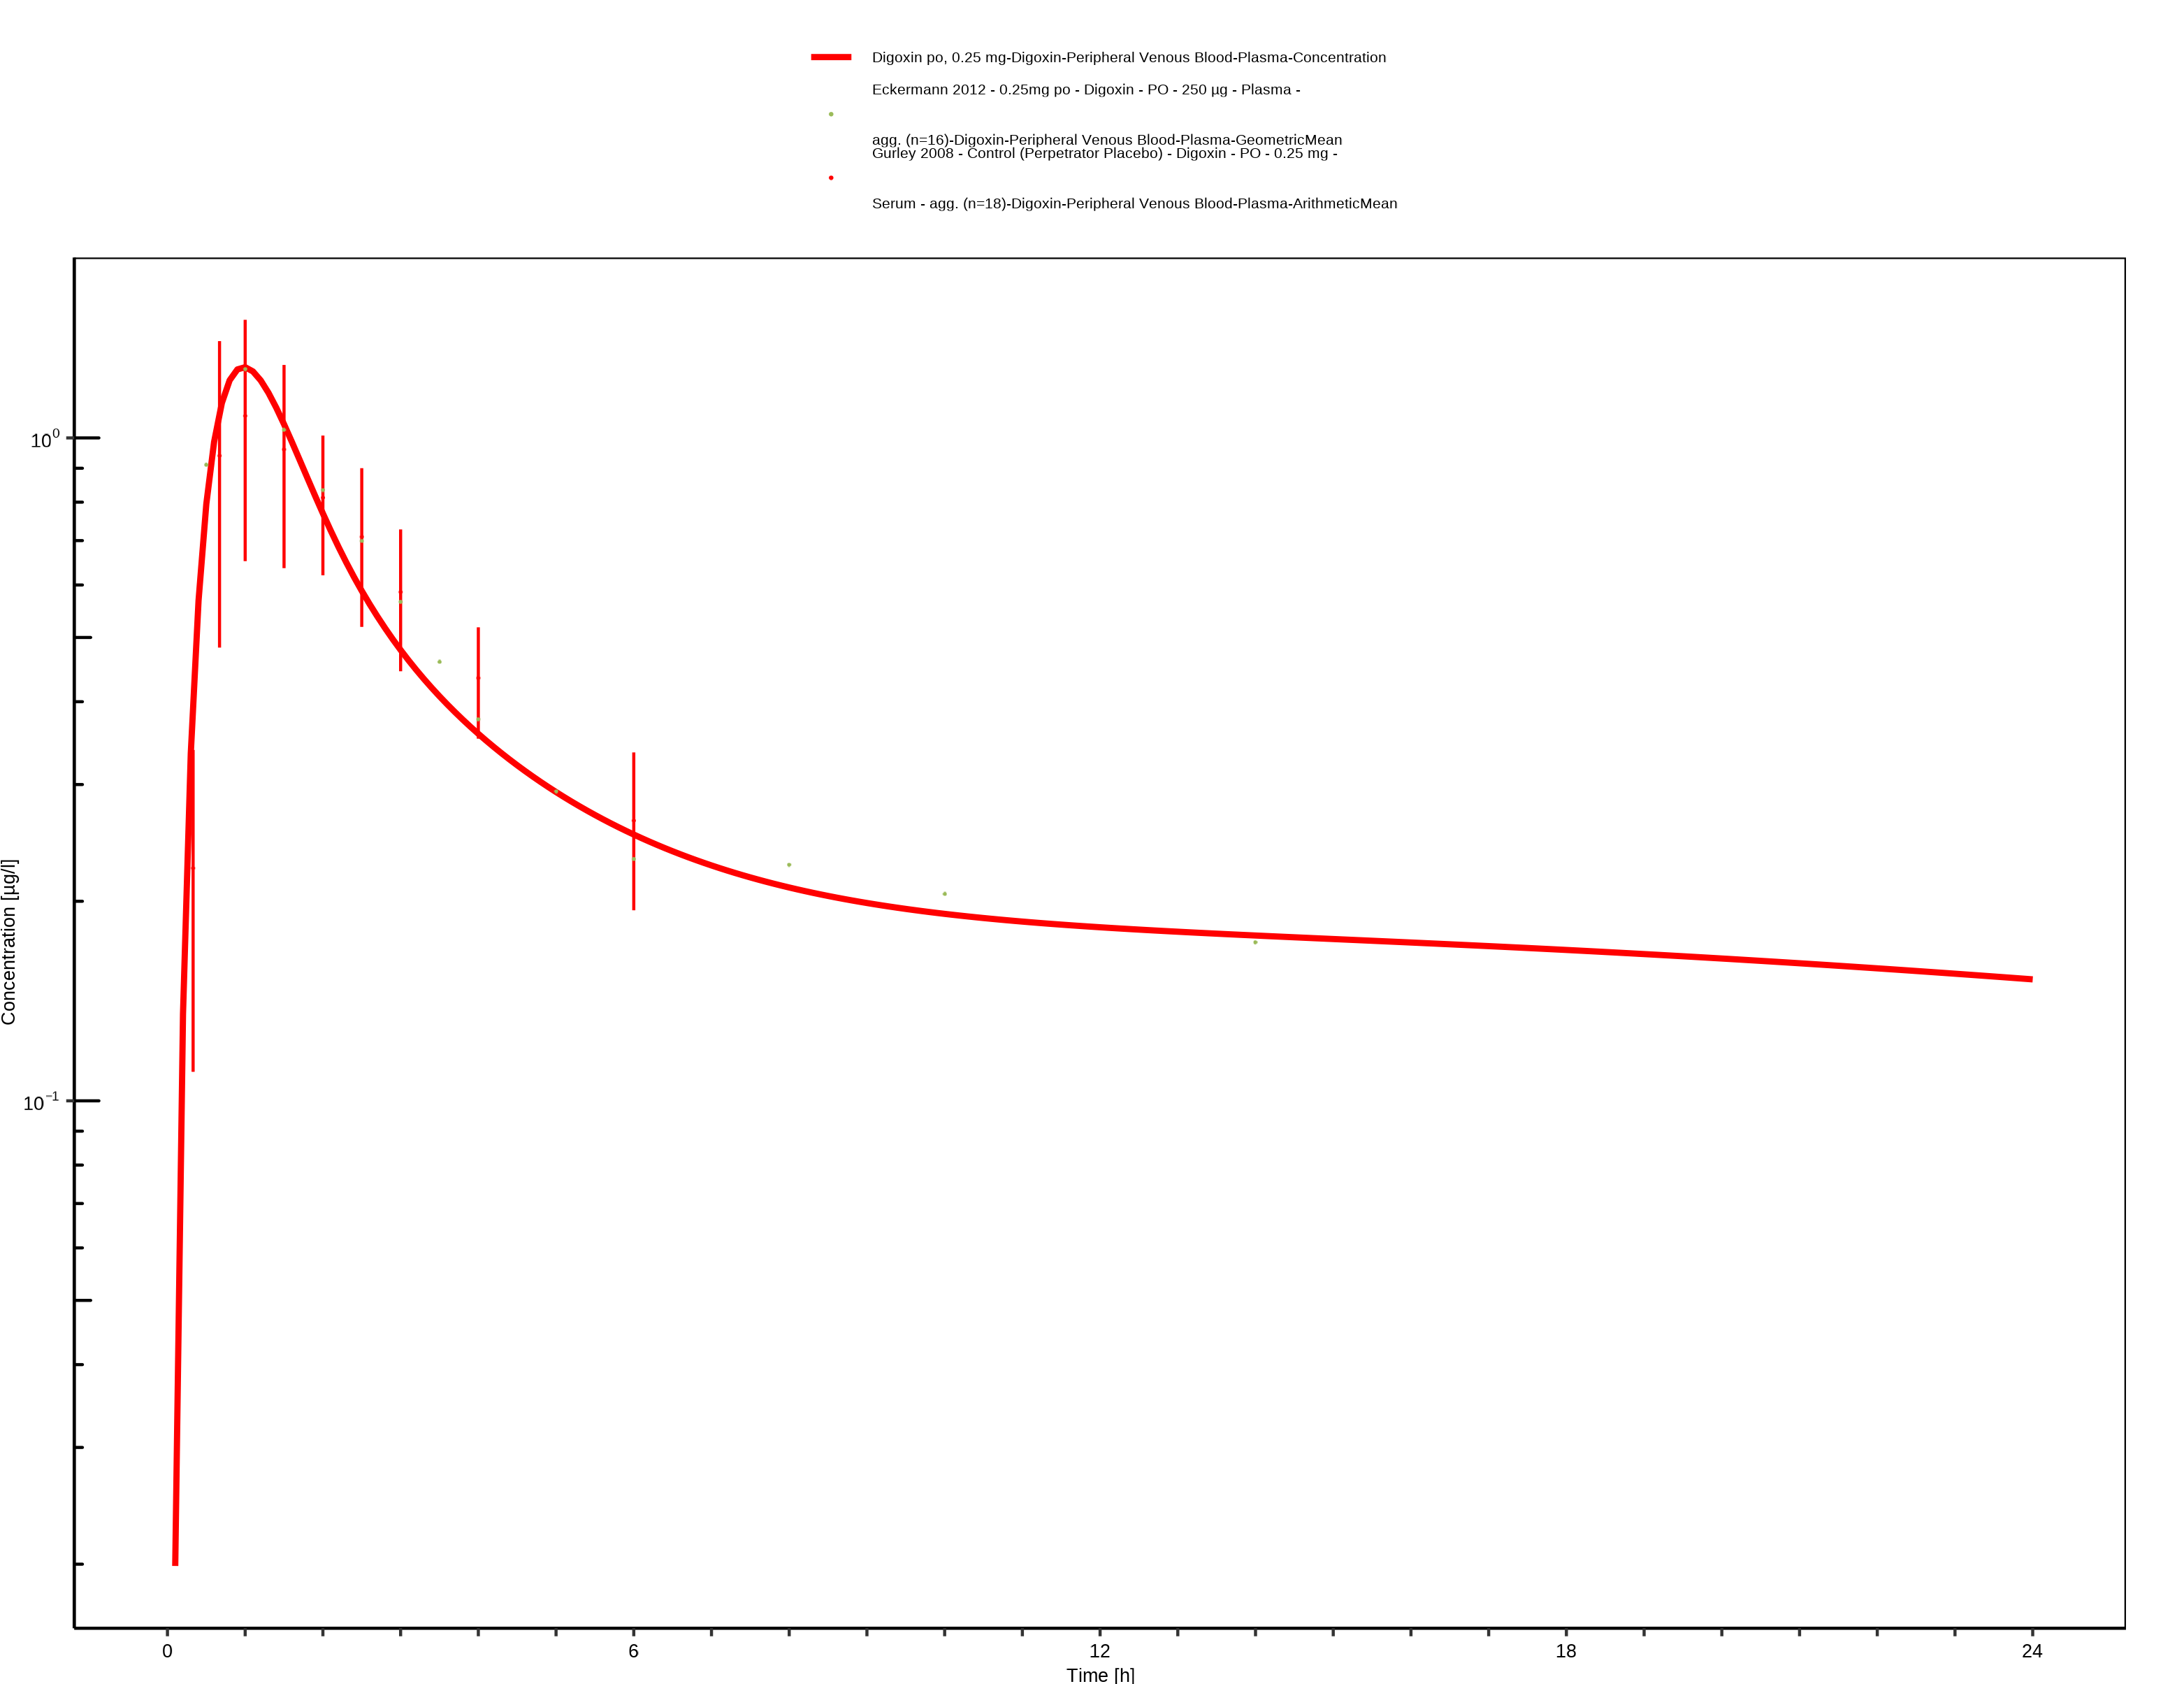 Digoxin po, 0.25 mg-Digoxin-Peripheral Venous Blood-Plasma-Concentration
Eckermann 2012 - 0.25mg po - Digoxin - PO - 250 µg - Plasma -
agg. (n=16)-Digoxin-Peripheral Venous Blood-Plasma-GeometricMean
Gurley 2008 - Control (Perpetrator Placebo) - Digoxin - PO - 0.25 mg -
Serum - agg. (n=18)-Digoxin-Peripheral Venous Blood-Plasma-ArithmeticMean
10⁰
10⁻¹
Concentration [µg/l]
0 6 12 18 24
Time [h]